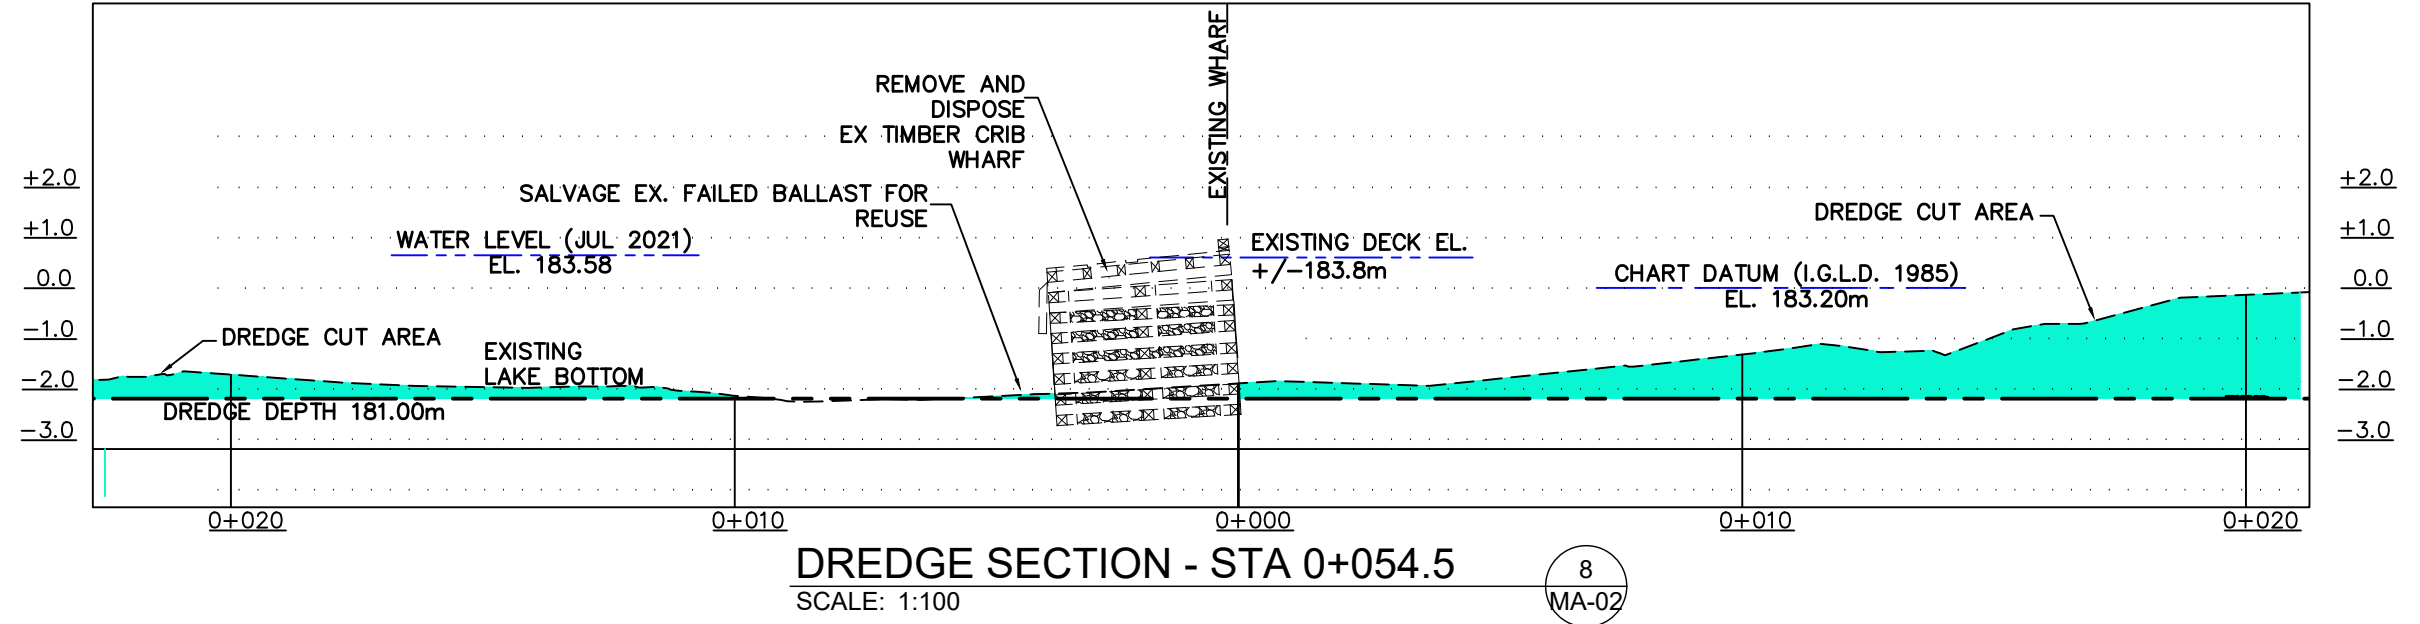 EXISTING WHARF
REMOVE AND
DISPOSE
EX TIMBER CRIB
WHARF
SALVAGE EX. FAILED BALLAST FOR
REUSE
WATER LEVEL (JUL 2021)
EL. 183.58
EXISTING DECK EL.
+/-183.8m
CHART DATUM (I.G.L.D. 1985)
EL. 183.20m
DREDGE CUT AREA
DREDGE CUT AREA
EXISTING
LAKE BOTTOM
DREDGE DEPTH 181.00m
+2.0
+1.0
0.0
-1.0
-2.0
-3.0
+2.0
+1.0
0.0
-1.0
-2.0
-3.0
0+020
0+010
0+000
0+010
0+020
DREDGE SECTION - STA 0+054.5
SCALE: 1:100
8
MA-02